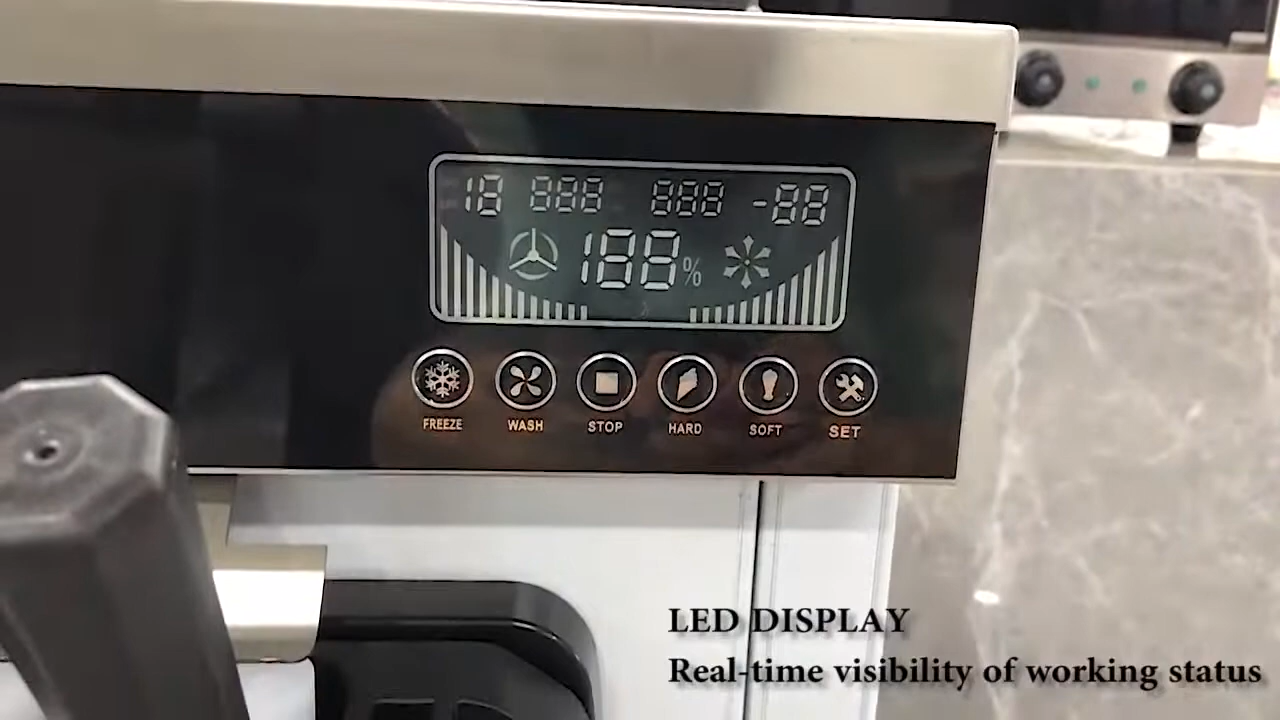 18 888 888 -88
188%
FREEZE WASH STOP HARD SOFT SET
LED DISPLAY
Real-time visibility of working status